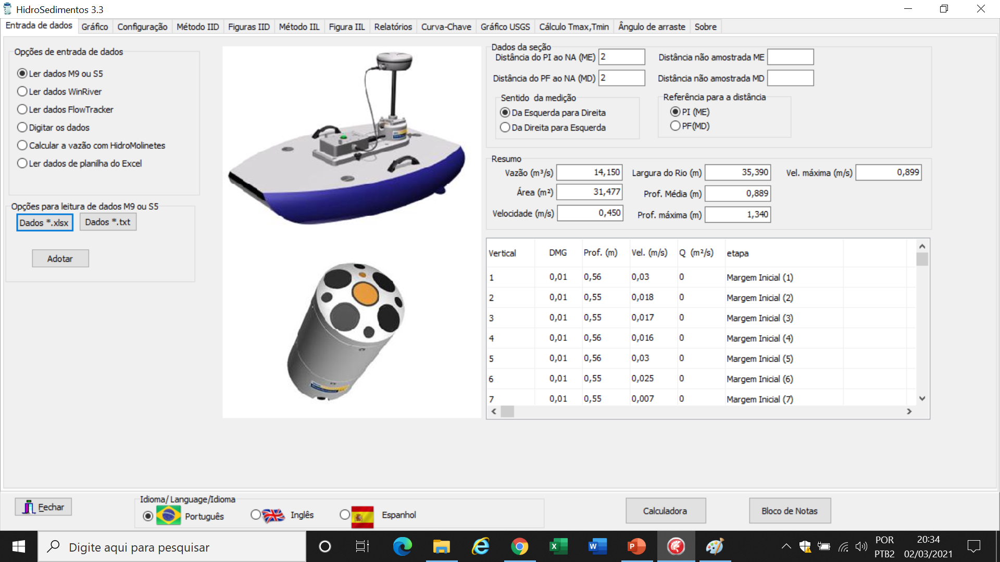 HidroSedimentos 3.3
Entrada de dados
Gráfico
Configuração
Método IID
Figuras IID
Método IIL
Figura IIL
Relatórios
Curva-Chave
Gráfico USGS
Cálculo Tmax,Tmin
Ângulo de arraste
Sobre
Opções de entrada de dados
Ler dados M9 ou S5
Ler dados WinRiver
Ler dados FlowTracker
Digitar os dados
Calcular a vazão com HidroMolinetes
Ler dados de planilha do Excel
Opções para leitura de dados M9 ou S5
Dados *.xlsx
Dados *.txt
Adotar
Dados da seção
Distância do PI ao NA (ME) 2
Distância não amostrada ME
Distância do PF ao NA (MD) 2
Distância não amostrada MD
Sentido da medição
Da Esquerda para Direita
Da Direita para Esquerda
Referência para a distância
PI (ME)
PF(MD)
Resumo
Vazão (m³/s) 14,150
Largura do Rio (m) 35,390
Vel. máxima (m/s) 0,899
Área (m²) 31,477
Prof. Média (m) 0,889
Velocidade (m/s) 0,450
Prof. máxima (m) 1,340
Vertical DMG Prof. (m) Vel. (m/s) Q (m²/s) etapa
1 0,01 0,56 0,03 0 Margem Inicial (1)
2 0,01 0,55 0,018 0 Margem Inicial (2)
3 0,01 0,55 0,017 0 Margem Inicial (3)
4 0,01 0,56 0,016 0 Margem Inicial (4)
5 0,01 0,56 0,03 0 Margem Inicial (5)
6 0,01 0,55 0,025 0 Margem Inicial (6)
7 0,01 0,55 0,007 0 Margem Inicial (7)
Fechar
Idioma/ Language/Idioma
Português
Inglês
Espanhol
Calculadora
Bloco de Notas
Digite aqui para pesquisar
POR
PTB2
20:34
02/03/2021